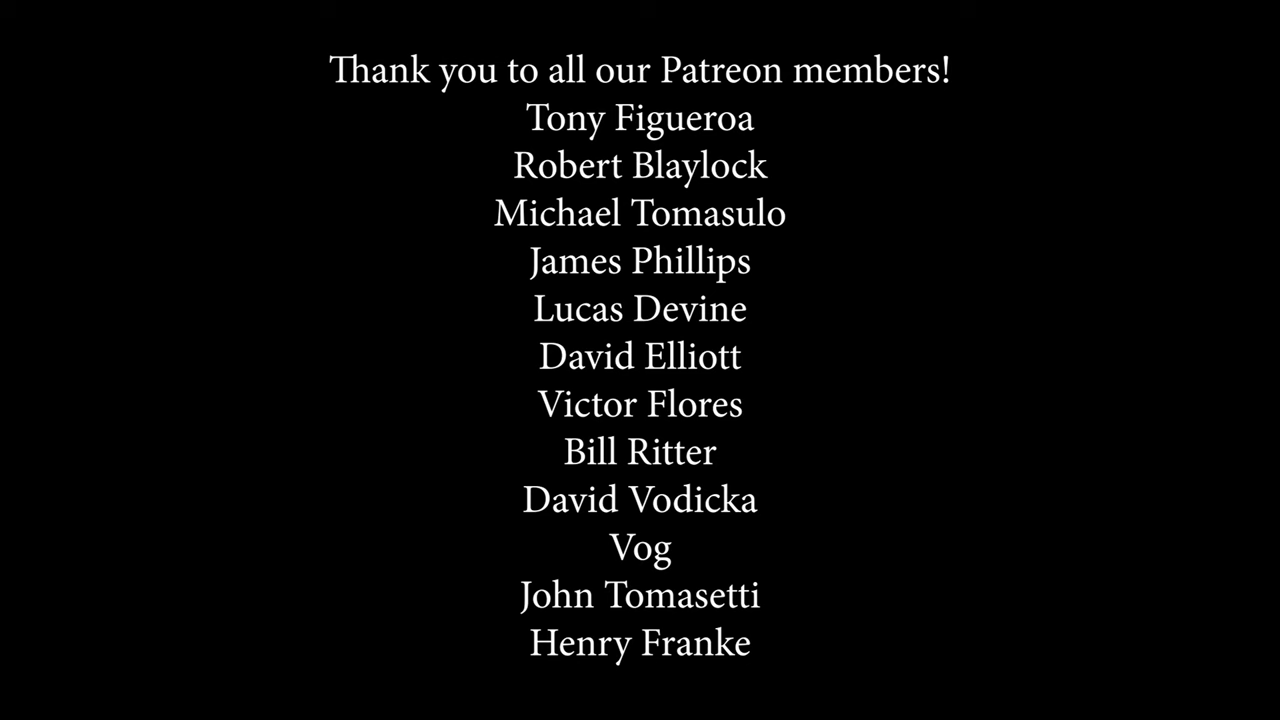 Thank you to all our Patreon members!
Tony Figueroa
Robert Blaylock
Michael Tomasulo
James Phillips
Lucas Devine
David Elliott
Victor Flores
Bill Ritter
David Vodicka
Vog
John Tomasetti
Henry Franke